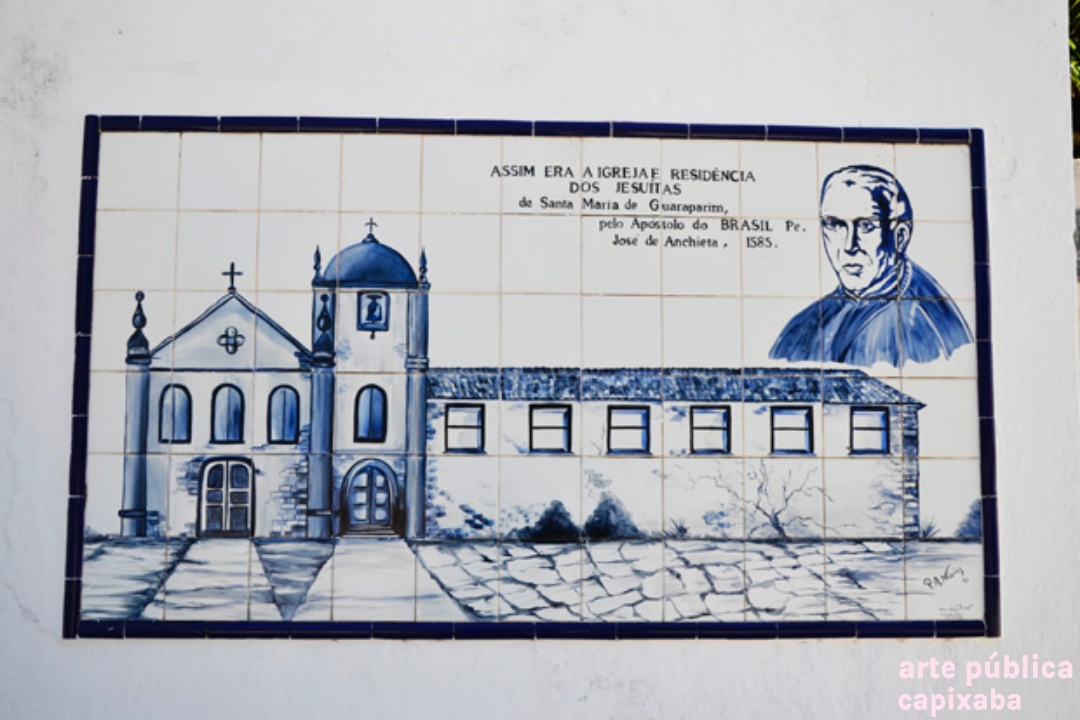 ASSIM ERA A IGREJA E RESIDÊNCIA
DOS JESUÍTAS
de Santa Maria de Guaraparim,
pelo Apóstolo do BRASIL Pe.
José de Anchieta, 1585.
arte pública
capixaba